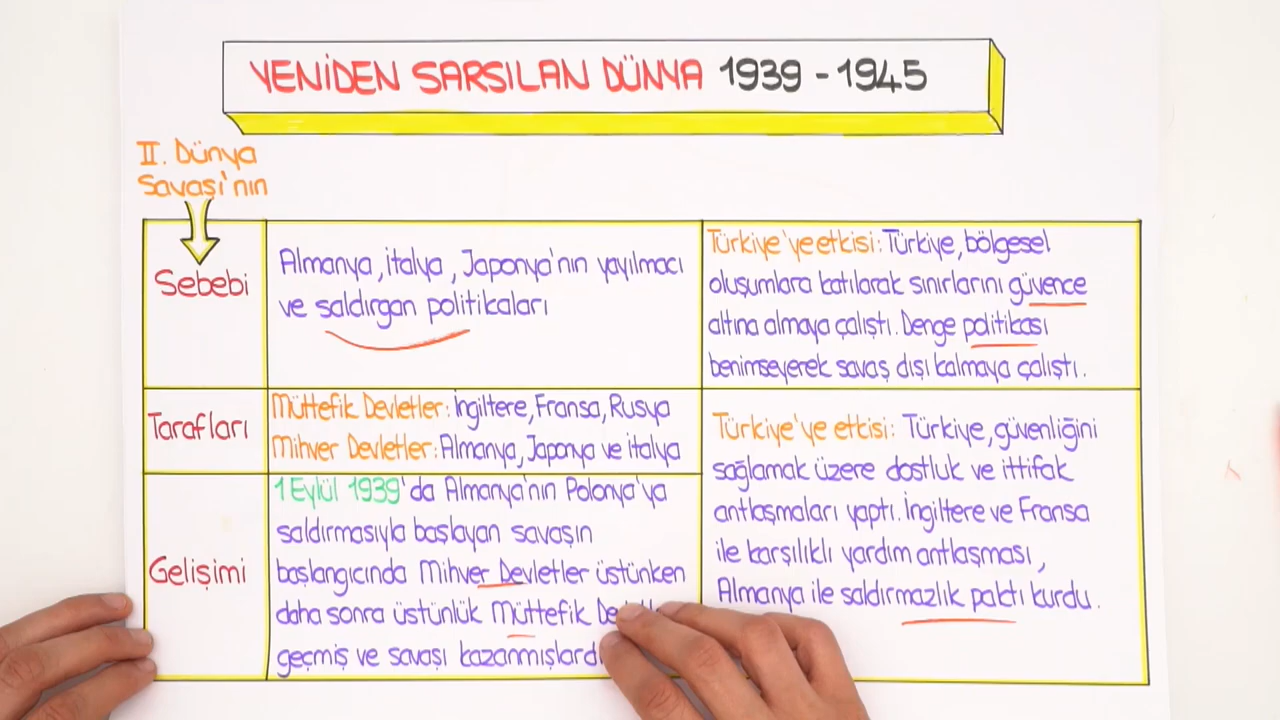 YENİDEN SARSILAN DÜNYA 1939 - 1945
II. Dünya
Savaşı'nın
Sebebi
Almanya, İtalya, Japonya'nın yayılmacı
ve saldırgan politikaları
Türkiye'ye etkisi: Türkiye, bölgesel
oluşumlara katılarak sınırlarını güvence
altına almaya çalıştı. Denge politikası
benimseyerek savaş dışı kalmaya çalıştı.
Tarafları
Müttefik Devletler: İngiltere, Fransa, Rusya
Mihver Devletler: Almanya, Japonya ve İtalya
Gelişimi
1 Eylül 1939'da Almanya'nın Polonya'ya
saldırmasıyla başlayan savaşın
başlangıcında Mihver Devletler üstünken
daha sonra üstünlük Müttefik
geçmiş ve savaşı kazanmışlard
Türkiye'ye etkisi: Türkiye, güvenliğini
sağlamak üzere dostluk ve ittifak
antlaşmaları yaptı. İngiltere ve Fransa
ile karşılıklı yardım antlaşması,
Almanya ile saldırmazlık paktı kurdu.